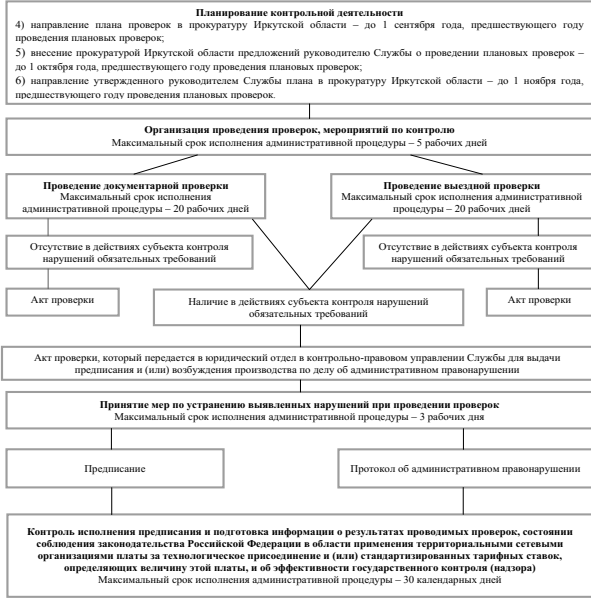 Планирование контрольной деятельности
4) направление плана проверок в прокуратуру Иркутской области – до 1 сентября года, предшествующего году
проведения плановых проверок;
5) внесение прокуратурой Иркутской области предложений руководителю Службы о проведении плановых проверок –
до 1 октября года, предшествующего году проведения плановых проверок;
6) направление утвержденного руководителем Службы плана в прокуратуру Иркутской области – до 1 ноября года,
предшествующего году проведения плановых проверок.
Организация проведения проверок, мероприятий по контролю
Максимальный срок исполнения административной процедуры – 5 рабочих дней
Проведение документарной проверки
Максимальный срок исполнения
административной процедуры – 20 рабочих дней
Проведение выездной проверки
Максимальный срок исполнения административной
процедуры – 20 рабочих дней
Отсутствие в действиях субъекта контроля
нарушений обязательных требований
Отсутствие в действиях субъекта контроля
нарушений обязательных требований
Акт проверки
Наличие в действиях субъекта контроля нарушений
обязательных требований
Акт проверки
Акт проверки, который передается в юридический отдел в контрольно-правовом управлении Службы для выдачи
предписания и (или) возбуждения производства по делу об административном правонарушении
Принятие мер по устранению выявленных нарушений при проведении проверок
Максимальный срок исполнения административной процедуры – 3 рабочих дня
Предписание
Протокол об административном правонарушении
Контроль исполнения предписания и подготовка информации о результатах проводимых проверок, состоянии
соблюдения законодательства Российской Федерации в области применения территориальными сетевыми
организациями платы за технологическое присоединение и (или) стандартизированных тарифных ставок,
определяющих величину этой платы, и об эффективности государственного контроля (надзора)
Максимальный срок исполнения административной процедуры – 30 календарных дней